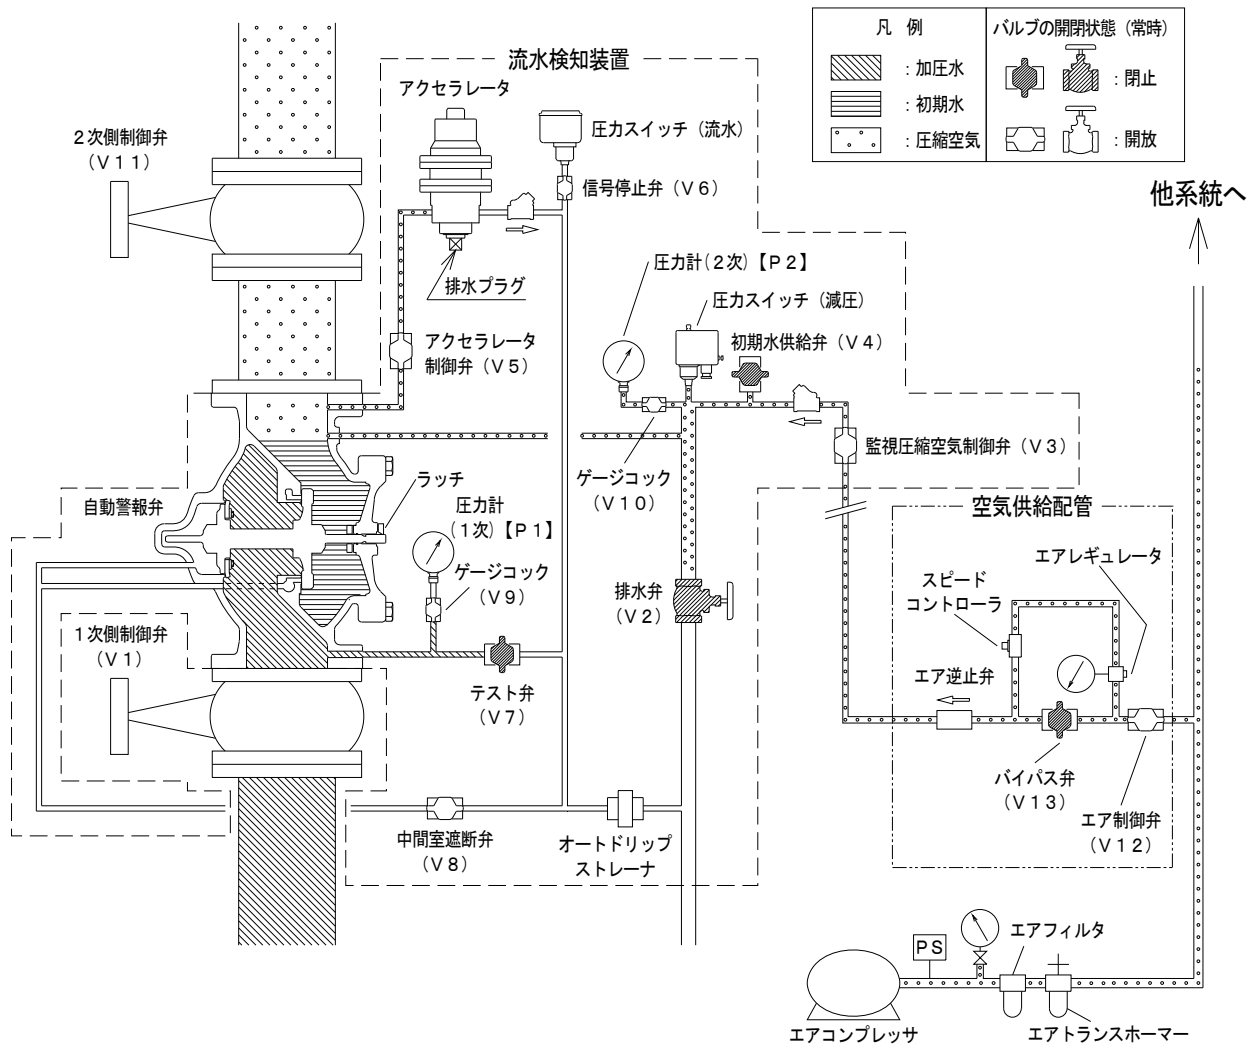 凡 例
：加圧水
：初期水
：圧縮空気
バルブの開閉状態（常時）
：閉止
：開放
流水検知装置
アクセラレータ
圧力スイッチ（流水）
2次側制御弁
（V11）
信号停止弁（V6）
他系統へ
排水プラグ
圧力計（2次）【P2】
圧力スイッチ（減圧）
初期水供給弁（V4）
アクセラレータ
制御弁（V5）
監視圧縮空気制御弁（V3）
ゲージコック
（V10）
ラッチ
自動警報弁
圧力計
（1次）【P1】
空気供給配管
エアレギュレータ
スピード
コントローラ
ゲージコック
（V9）
排水弁
（V2）
1次側制御弁
（V1）
エア逆止弁
テスト弁
（V7）
バイパス弁
（V13）
エア制御弁
（V12）
中間室遮断弁
（V8）
オートドリップ
ストレーナ
PS
エアフィルタ
エアコンプレッサ
エアトランスホーマー